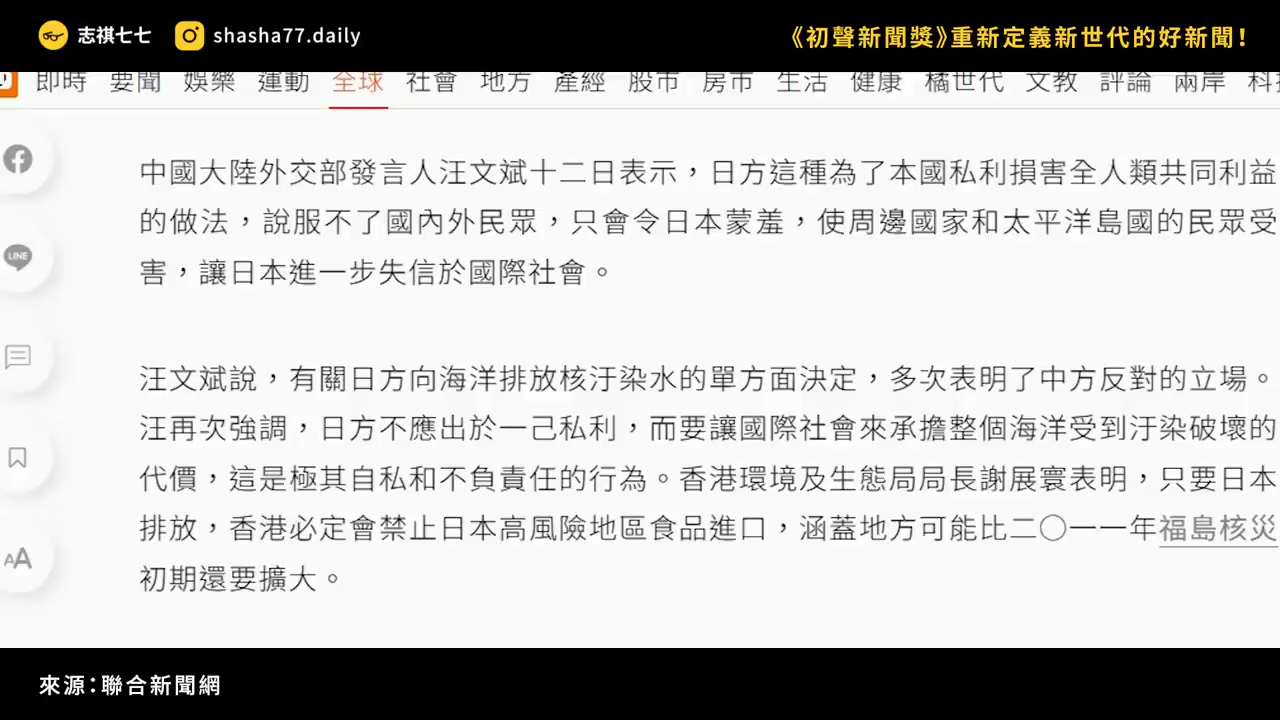 志祺七七 shasha77.daily 《初聲新聞獎》重新定義新世代的好新聞！
即時 要聞 娛樂 運動 全球 社會 地方 產經 股市 房市 生活 健康 橘世代 文教 評論 兩岸
中國大陸外交部發言人汪文斌十二日表示，日方這種為了本國私利損害全人類共同利益
的做法，說服不了國內外民眾，只會令日本蒙羞，使周邊國家和太平洋島國的民眾受
害，讓日本進一步失信於國際社會。
LINE
汪文斌說，有關日方向海洋排放核汙染水的單方面決定，多次表明了中方反對的立場。
汪再次強調，日方不應出於一己私利，而要讓國際社會來承擔整個海洋受到汙染破壞的
代價，這是極其自私和不負責任的行為。香港環境及生態局局長謝展寰表明，只要日本
排放，香港必定會禁止日本高風險地區食品進口，涵蓋地方可能比二〇一一年福島核災
初期還要擴大。
AA
來源：聯合新聞網